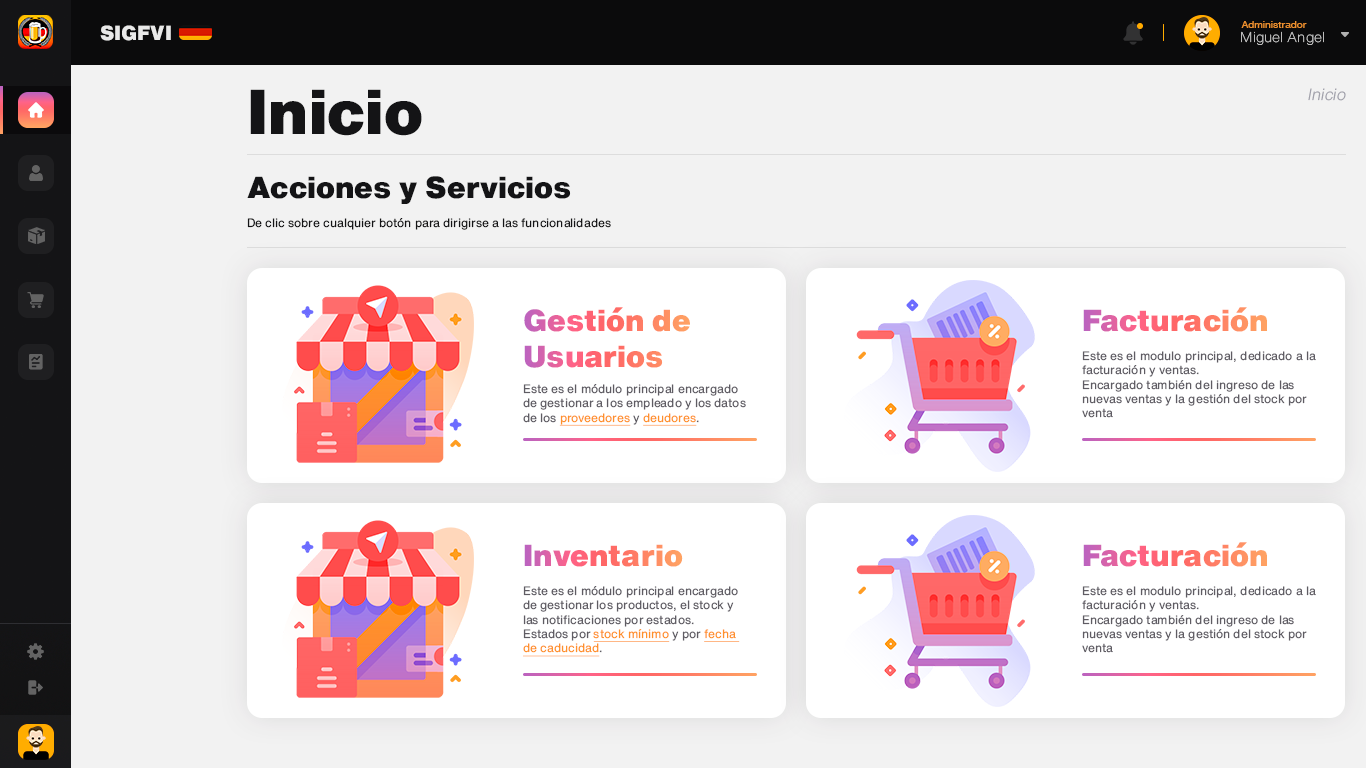 SIGFVI
Administrador
Miguel Angel
Inicio
Inicio
Acciones y Servicios
De clic sobre cualquier botón para dirigirse a las funcionalidades
Gestión de
Usuarios
Este es el módulo principal encargado
de gestionar a los empleado y los datos
de los proveedores y deudores.
Facturación
Este es el modulo principal, dedicado a la
facturación y ventas.
Encargado también del ingreso de las
nuevas ventas y la gestión del stock por
venta
Inventario
Este es el módulo principal encargado
de gestionar los productos, el stock y
las notificaciones por estados.
Estados por stock mínimo y por fecha
de caducidad.
Facturación
Este es el modulo principal, dedicado a la
facturación y ventas.
Encargado también del ingreso de las
nuevas ventas y la gestión del stock por
venta